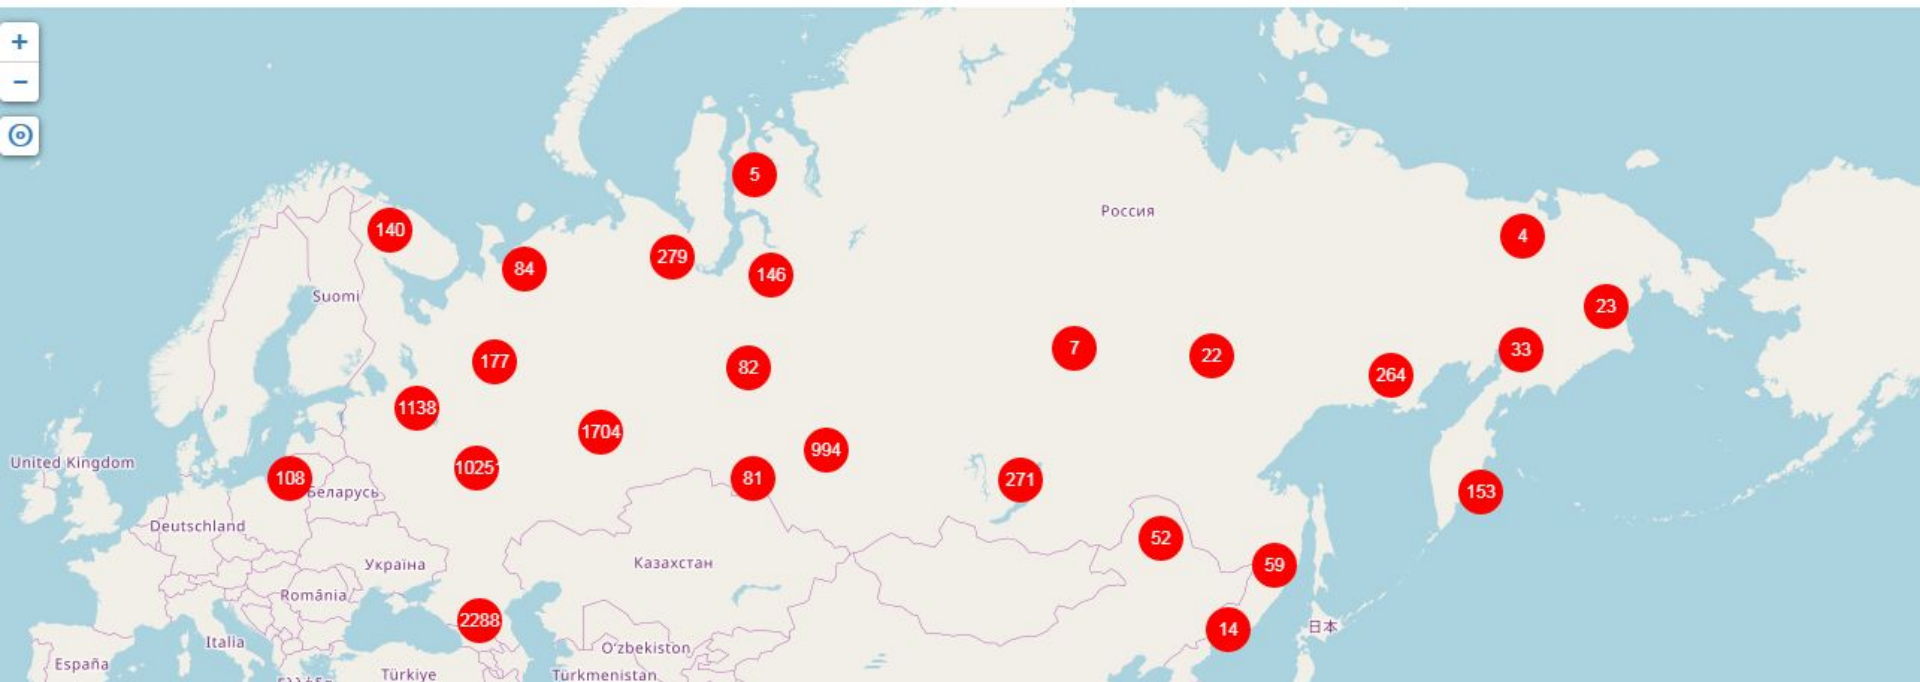 +
−
5
Россия
140
4
279
84
146
Suomi
23
7
33
22
177
82
264
1138
1704
994
United Kingdom
10251
108
81
271
Беларусь
153
Deutschland
52
Україна
Казахстан
59
România
2288
日本
14
Italia
O'zbekiston
España
Türkiye
Türkmenistan